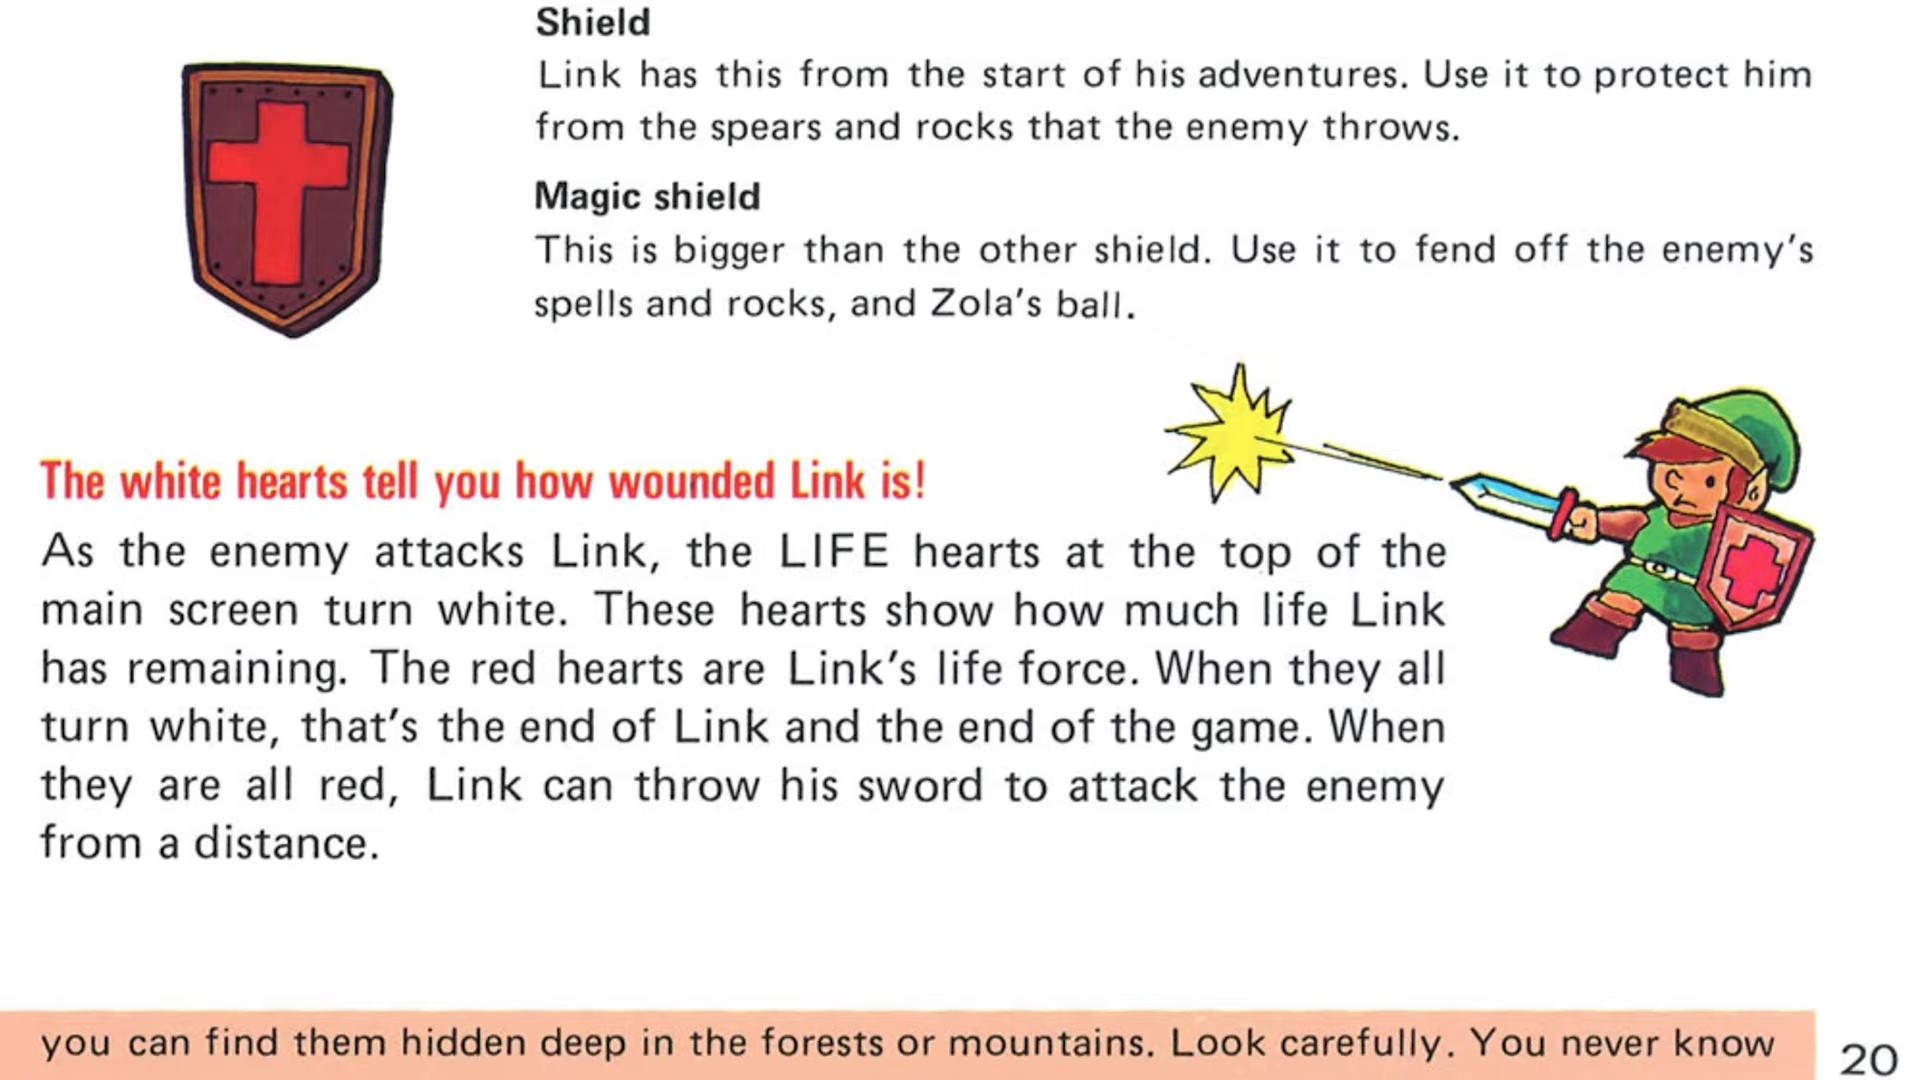 Shield
Link has this from the start of his adventures. Use it to protect him
from the spears and rocks that the enemy throws.
Magic shield
This is bigger than the other shield. Use it to fend off the enemy's
spells and rocks, and Zola's ball.
The white hearts tell you how wounded Link is!
As the enemy attacks Link, the LIFE hearts at the top of the
main screen turn white. These hearts show how much life Link
has remaining. The red hearts are Link's life force. When they all
turn white, that's the end of Link and the end of the game. When
they are all red, Link can throw his sword to attack the enemy
from a distance.
you can find them hidden deep in the forests or mountains. Look carefully. You never know
20